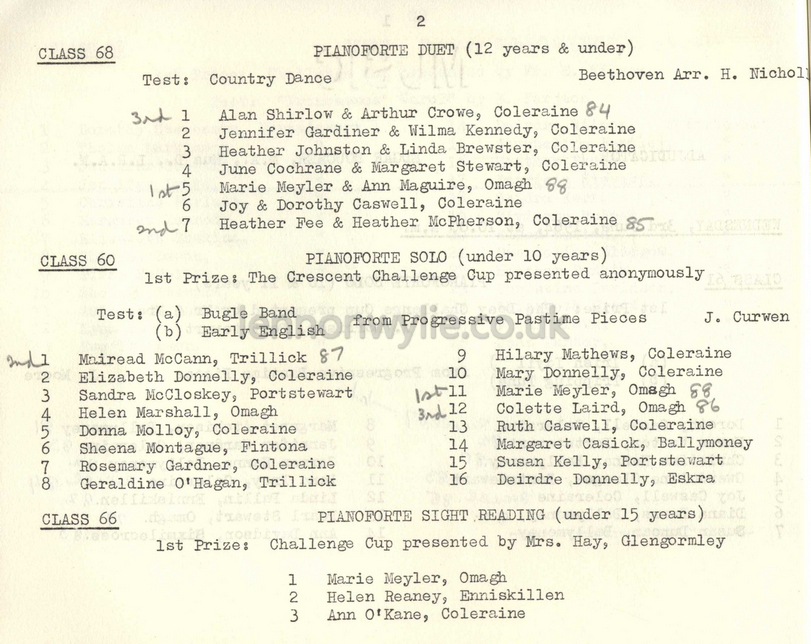 2
CLASS 68 PIANOFORTE DUET (12 years & under)
Test: Country Dance Beethoven Arr. H. Nichol
3rd 1 Alan Shirlow & Arthur Crowe, Coleraine 84
2 Jennifer Gardiner & Wilma Kennedy, Coleraine
3 Heather Johnston & Linda Brewster, Coleraine
4 June Cochrane & Margaret Stewart, Coleraine
1st 5 Marie Meyler & Ann Maguire, Omagh 88
6 Joy & Dorothy Caswell, Coleraine
2nd 7 Heather Fee & Heather McPherson, Coleraine 85
CLASS 60 PIANOFORTE SOLO (under 10 years)
1st Prize: The Crescent Challenge Cup presented anonymously
Test: (a) Bugle Band
(b) Early English from Progressive Pastime Pieces J. Curwen
lennonwylie.co.uk
2nd 1 Mairead McCann, Trillick 87
2 Elizabeth Donnelly, Coleraine
3 Sandra McCloskey, Portstewart
4 Helen Marshall, Omagh
5 Donna Molloy, Coleraine
6 Sheena Montague, Fintona
7 Rosemary Gardner, Coleraine
8 Geraldine O'Hagan, Trillick
9 Hilary Mathews, Coleraine
10 Mary Donnelly, Coleraine
1st 11 Marie Meyler, Omagh 88
3rd 12 Colette Laird, Omagh 86
13 Ruth Caswell, Coleraine
14 Margaret Casick, Ballymoney
15 Susan Kelly, Portstewart
16 Deirdre Donnelly, Eskra
CLASS 66 PIANOFORTE SIGHT READING (under 15 years)
1st Prize: Challenge Cup presented by Mrs. Hay, Glengormley
1 Marie Meyler, Omagh
2 Helen Reaney, Enniskillen
3 Ann O'Kane, Coleraine